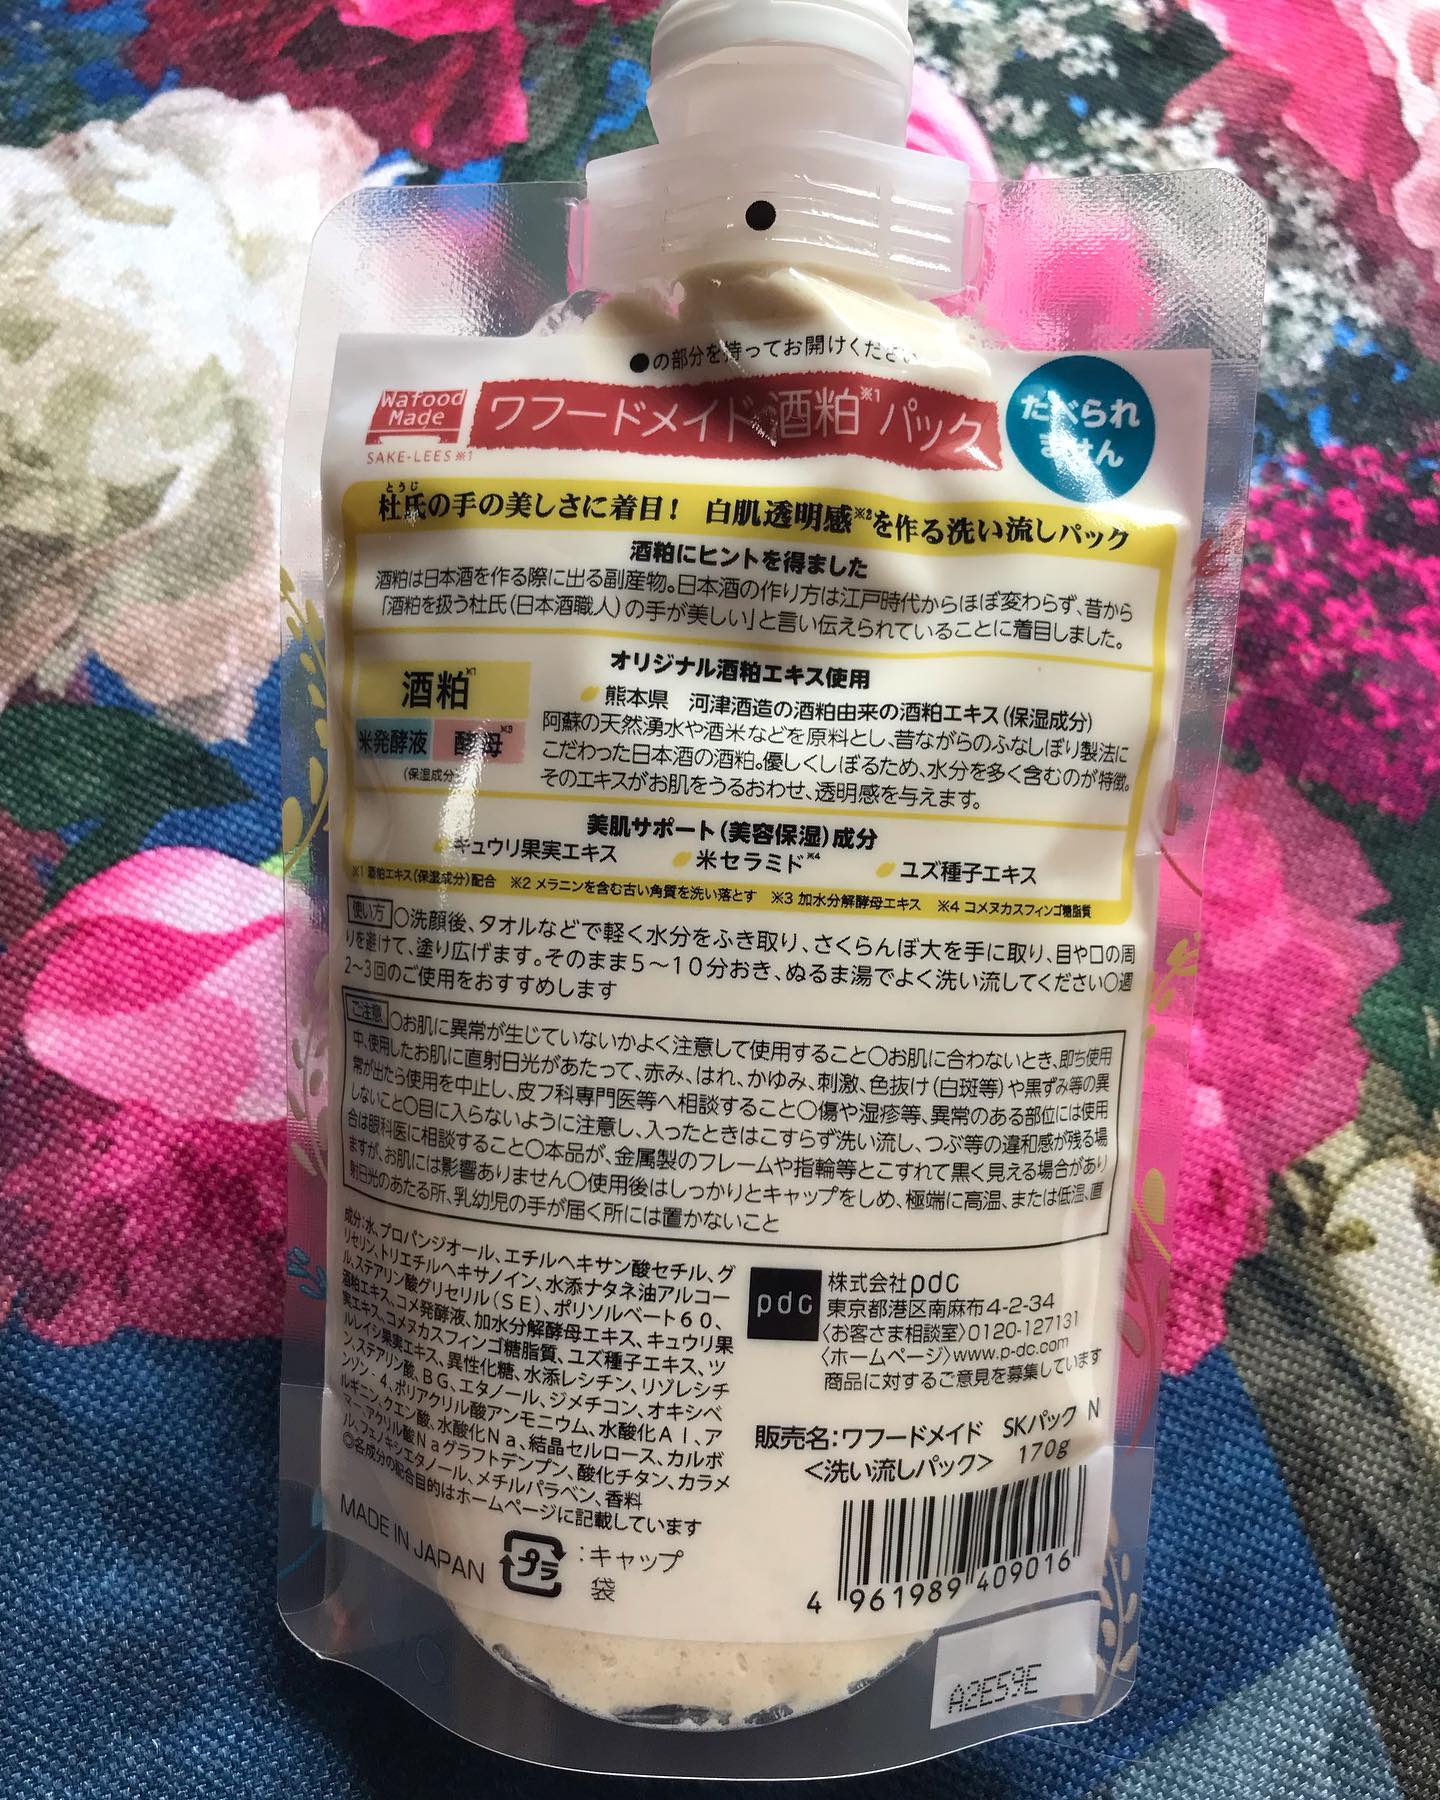 ●の部分を持ってお開けください
Wafood
Made
SAKE-LEES※1
ワフードメイド 酒粕※1 パック
たべられ
ません
とうじ
杜氏の手の美しさに着目! 白肌透明感※2を作る洗い流しパック
酒粕にヒントを得ました
酒粕は日本酒を作る際に出る副産物。日本酒の作り方は江戸時代からほぼ変わらず、昔から
「酒粕を扱う杜氏(日本酒職人)の手が美しい」と言い伝えられていることに着目しました。
酒粕※1
米発酵液 酵母※3
(保湿成分)
オリジナル酒粕エキス使用
熊本県 河津酒造の酒粕由来の酒粕エキス(保湿成分)
阿蘇の天然湧水や酒米などを原料とし、昔ながらのふなしぼり製法に
こだわった日本酒の酒粕。優しくしぼるため、水分を多く含むのが特徴。
そのエキスがお肌をうるおわせ、透明感を与えます。
美肌サポート(美容保湿)成分
キュウリ果実エキス 米セラミド※4 ユズ種子エキス
※1 酒粕エキス(保湿成分)配合 ※2 メラニンを含む古い角質を洗い落とす ※3 加水分解酵母エキス ※4 コメヌカスフィンゴ糖脂質
使い方 ○洗顔後、タオルなどで軽く水分をふき取り、さくらんぼ大を手に取り、目や口の周
りを避けて、塗り広げます。そのまま5~10分おき、ぬるま湯でよく洗い流してください○週
2~3回のご使用をおすすめします
ご注意 ○お肌に異常が生じていないかよく注意して使用すること○お肌に合わないとき、即ち使用
中、使用したお肌に直射日光があたって、赤み、はれ、かゆみ、刺激、色抜け(白斑等)や黒ずみ等の異
常が出たら使用を中止し、皮フ科専門医等へ相談すること○傷や湿疹等、異常のある部位には使用
しないこと○目に入らないように注意し、入ったときはこすらず洗い流し、つぶ等の違和感が残る場
合は眼科医に相談すること○本品が、金属製のフレームや指輪等とこすれて黒く見える場合があり
ますが、お肌には影響ありません○使用後はしっかりとキャップをしめ、極端に高温、または低温、直
射日光のあたる所、乳幼児の手が届く所には置かないこと
成分:水、プロパンジオール、エチルヘキサン酸セチル、グ
リセリン、トリエチルヘキサノイン、水添ナタネ油アルコー
ル、ステアリン酸グリセリル(SE)、ポリソルベート60、
酒粕エキス、コメ発酵液、加水分解酵母エキス、キュウリ果
実エキス、コメヌカスフィンゴ糖脂質、ユズ種子エキス、ツ
ルレイシ果実エキス、異性化糖、水添レシチン、リゾレシチ
ン、ステアリン酸、BG、エタノール、ジメチコン、オキシベ
ンゾン-4、ポリアクリル酸アンモニウム、水酸化Al、ア
ルギニン、クエン酸、水酸化Na、結晶セルロース、カルボ
マー、アクリル酸Naグラフトデンプン、酸化チタン、カラメ
ル、フェノキシエタノール、メチルパラベン、香料
◎各成分の配合目的はホームページに記載しています
MADE IN JAPAN
プラ
:キャップ
袋
pdc
株式会社pdc
東京都港区南麻布4-2-34
〈お客さま相談室〉0120-127131
〈ホームページ〉www.p-dc.com
商品に対するご意見を募集しています
販売名:ワフードメイド SKパック N
<洗い流しパック> 170g
4 961989 409016
A2E59E